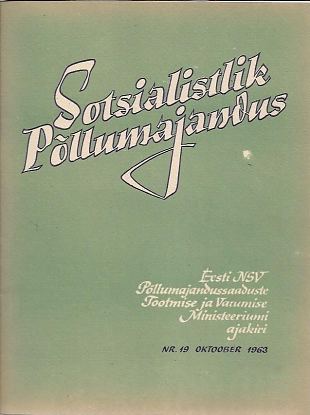 Sotsialistlik
Põllumajandus
Eesti NSV
Põllumajandussaaduste
Tootmise ja Varumise
Ministeeriumi
ajakiri
NR. 19 OKTOOBER 1963